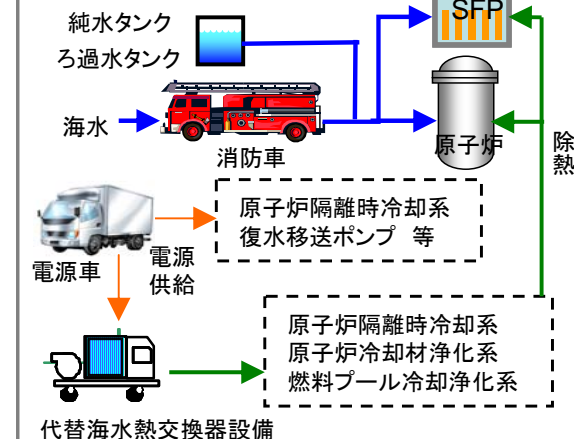 純水タンク
ろ過水タンク
SFP
海水
消防車
原子炉
除熱
原子炉隔離時冷却系
復水移送ポンプ 等
電源車
電源
供給
原子炉隔離時冷却系
原子炉冷却材浄化系
燃料プール冷却浄化系
代替海水熱交換器設備